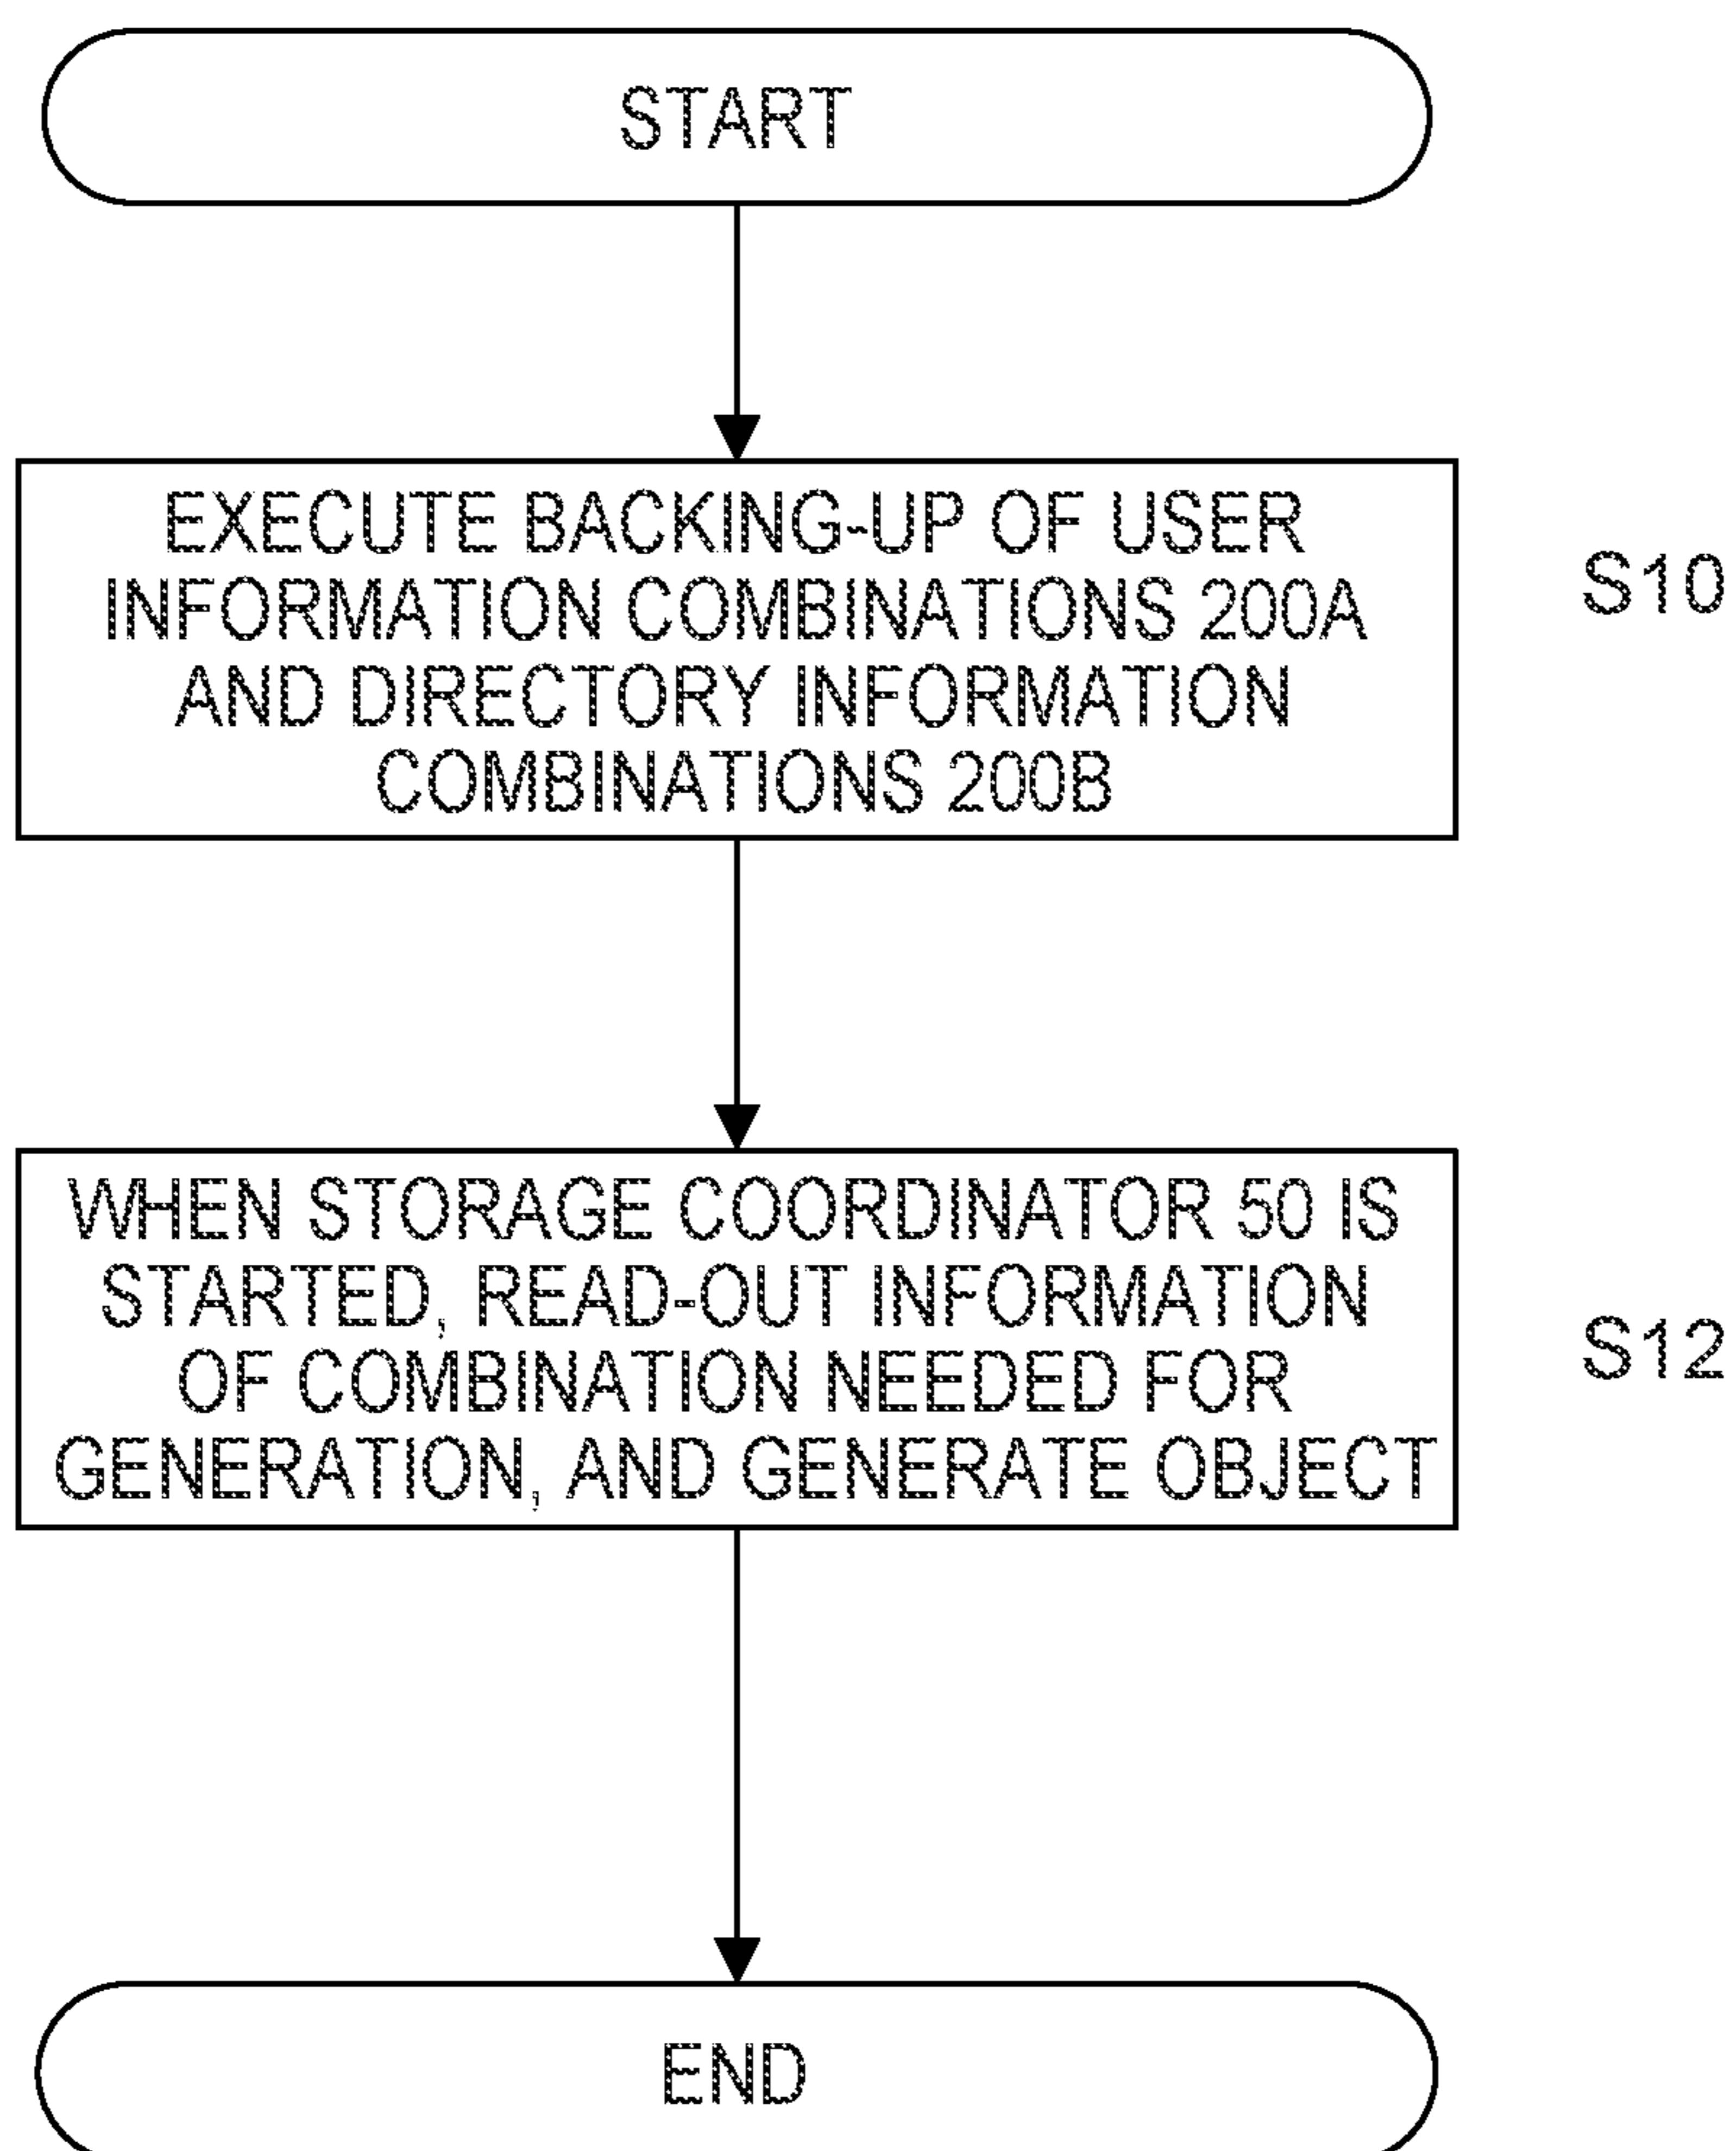 START
EXECUTE BACKING-UP OF USER
INFORMATION COMBINATIONS 200A
AND DIRECTORY INFORMATION
COMBINATIONS 200B
S10
WHEN STORAGE COORDINATOR 50 IS
STARTED, READ-OUT INFORMATION
OF COMBINATION NEEDED FOR
GENERATION, AND GENERATE OBJECT
S12
END